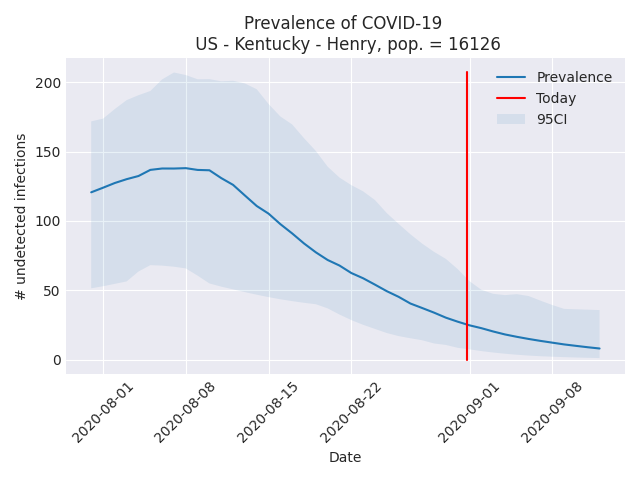 Prevalence of COVID-19
US - Kentucky - Henry, pop. = 16126
Prevalence
Today
95CI
# undetected infections
200
150
100
50
0
2020-08-01
2020-08-08
2020-08-15
2020-08-22
2020-09-01
2020-09-08
Date